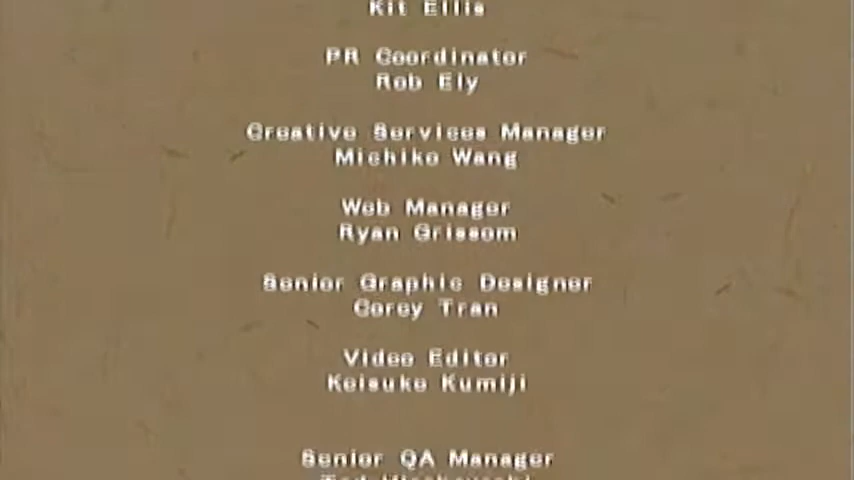 Kit Ellis
PR Coordinator
Rob Ely
Creative Services Manager
Michiko Wang
Web Manager
Ryan Grissom
Senior Graphic Designer
Corey Tran
Video Editor
Keisuke Kumiji
Senior QA Manager